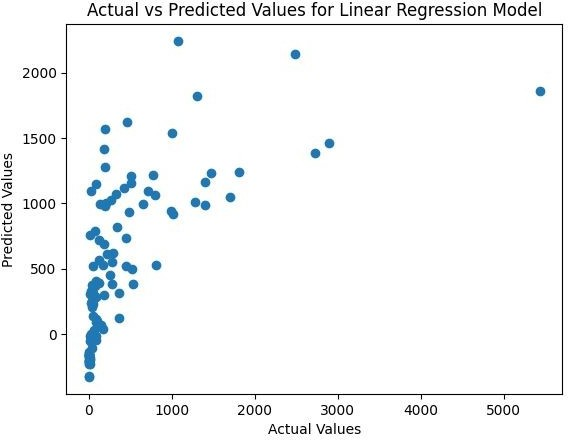 Actual vs Predicted Values for Linear Regression Model
Predicted Values
2000
1500
1000
500
0
0 1000 2000 3000 4000 5000
Actual Values